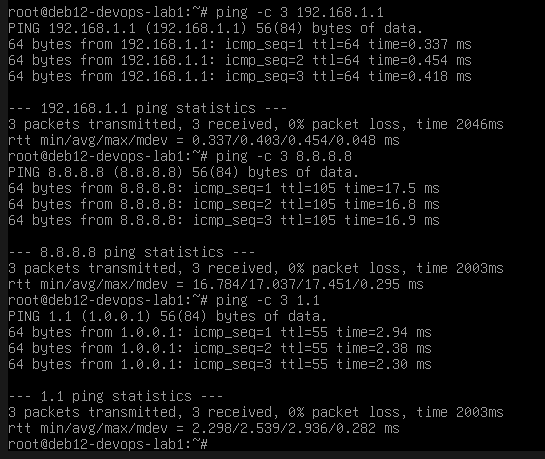 root@deb12-devops-lab1:~# ping -c 3 192.168.1.1
PING 192.168.1.1 (192.168.1.1) 56(84) bytes of data.
64 bytes from 192.168.1.1: icmp_seq=1 ttl=64 time=0.337 ms
64 bytes from 192.168.1.1: icmp_seq=2 ttl=64 time=0.454 ms
64 bytes from 192.168.1.1: icmp_seq=3 ttl=64 time=0.418 ms
--- 192.168.1.1 ping statistics ---
3 packets transmitted, 3 received, 0% packet loss, time 2046ms
rtt min/avg/max/mdev = 0.337/0.403/0.454/0.048 ms
root@deb12-devops-lab1:~# ping -c 3 8.8.8.8
PING 8.8.8.8 (8.8.8.8) 56(84) bytes of data.
64 bytes from 8.8.8.8: icmp_seq=1 ttl=105 time=17.5 ms
64 bytes from 8.8.8.8: icmp_seq=2 ttl=105 time=16.8 ms
64 bytes from 8.8.8.8: icmp_seq=3 ttl=105 time=16.9 ms
--- 8.8.8.8 ping statistics ---
3 packets transmitted, 3 received, 0% packet loss, time 2003ms
rtt min/avg/max/mdev = 16.784/17.037/17.451/0.295 ms
root@deb12-devops-lab1:~# ping -c 3 1.1
PING 1.1 (1.0.0.1) 56(84) bytes of data.
64 bytes from 1.0.0.1: icmp_seq=1 ttl=55 time=2.94 ms
64 bytes from 1.0.0.1: icmp_seq=2 ttl=55 time=2.38 ms
64 bytes from 1.0.0.1: icmp_seq=3 ttl=55 time=2.30 ms
--- 1.1 ping statistics ---
3 packets transmitted, 3 received, 0% packet loss, time 2003ms
rtt min/avg/max/mdev = 2.298/2.539/2.936/0.282 ms
root@deb12-devops-lab1:~#